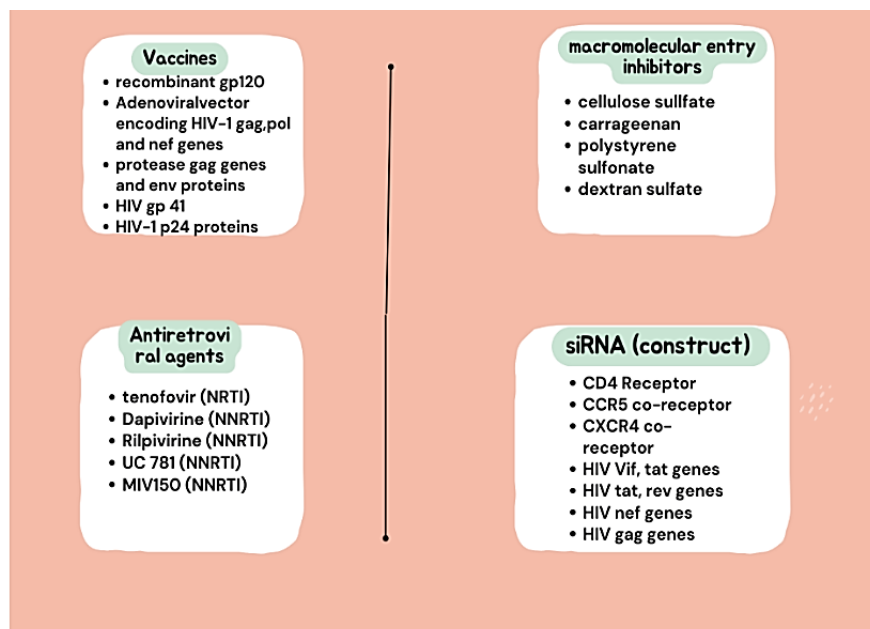 Vaccines
• recombinant gp120
• Adenoviralvector
encoding HIV-1 gag,pol
and nef genes
• protease gag genes
and env proteins
• HIV gp 41
• HIV-1 p24 proteins
macromolecular entry
inhibitors
• cellulose sullfate
• carrageenan
• polystyrene
sulfonate
• dextran sulfate
Antiretrovi
ral agents
• tenofovir (NRTI)
• Dapivirine (NNRTI)
• Rilpivirine (NNRTI)
• UC 781 (NNRTI)
• MIV150 (NNRTI)
siRNA (construct)
• CD4 Receptor
• CCR5 co-receptor
• CXCR4 co-
receptor
• HIV Vif, tat genes
• HIV tat, rev genes
• HIV nef genes
• HIV gag genes